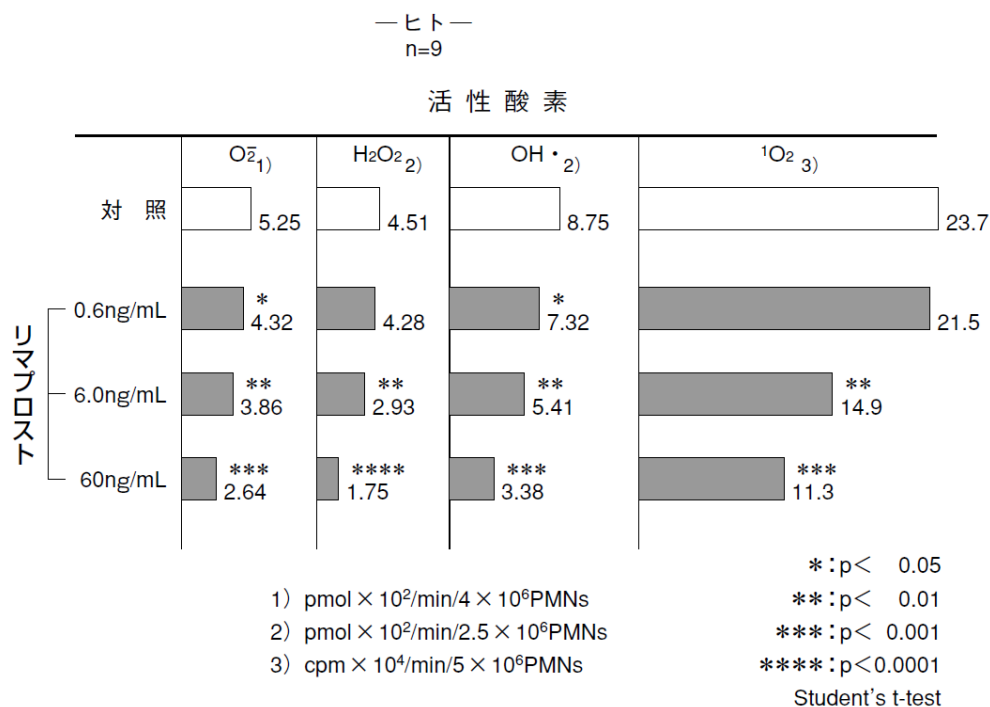 ―ヒト―
n=9
活性酸素
O₂⁻1) H₂O₂ 2) OH・2) ¹O₂ 3)
対照 5.25 4.51 8.75 23.7
リマプロスト
0.6ng/mL * 4.32 4.28 * 7.32 21.5
6.0ng/mL ** 3.86 ** 2.93 ** 5.41 ** 14.9
60ng/mL *** 2.64 **** 1.75 *** 3.38 *** 11.3
1) pmol×10²/min/4×10⁶PMNs
2) pmol×10²/min/2.5×10⁶PMNs
3) cpm×10⁴/min/5×10⁶PMNs
*:p< 0.05
**:p< 0.01
***:p< 0.001
****:p<0.0001
Student's t-test